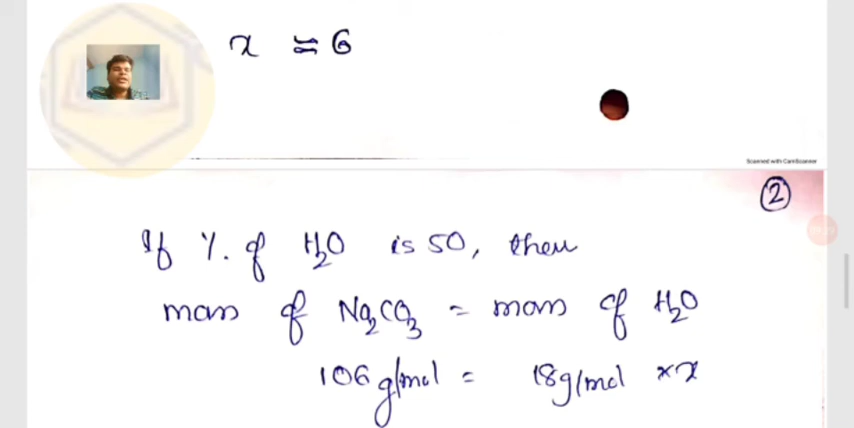 x ≈ 6
Scanned with CamScanner
②
If %. of H₂O is 50, then
mass of Na₂CO₃ = mass of H₂O
106 g/mol = 18 g/mol × x